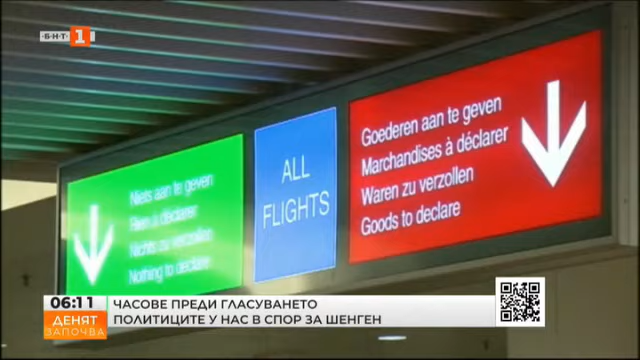 БНТ 1
Niets aan te geven
Rien à déclarer
Nichts zu verzollen
Nothing to declare
ALL
FLIGHTS
Goederen aan te geven
Marchandises à déclarer
Waren zu verzollen
Goods to declare
06:11
ДЕНЯТ
ЗАПОЧВА
ЧАСОВЕ ПРЕДИ ГЛАСУВАНЕТО
ПОЛИТИЦИТЕ У НАС В СПОР ЗА ШЕНГЕН